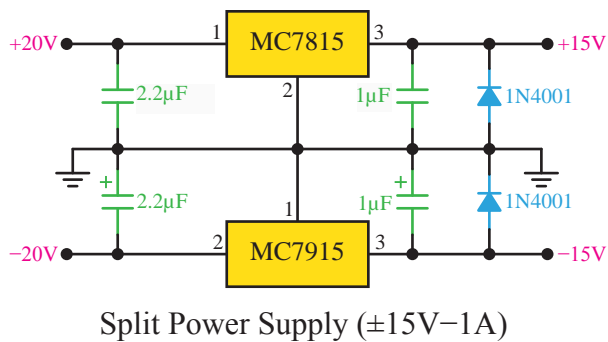 +20V 1 MC7815 3 +15V
2
2.2µF 1µF 1N4001
+ +
2.2µF 1µF 1N4001
1
−20V 2 MC7915 3 −15V
Split Power Supply (±15V−1A)